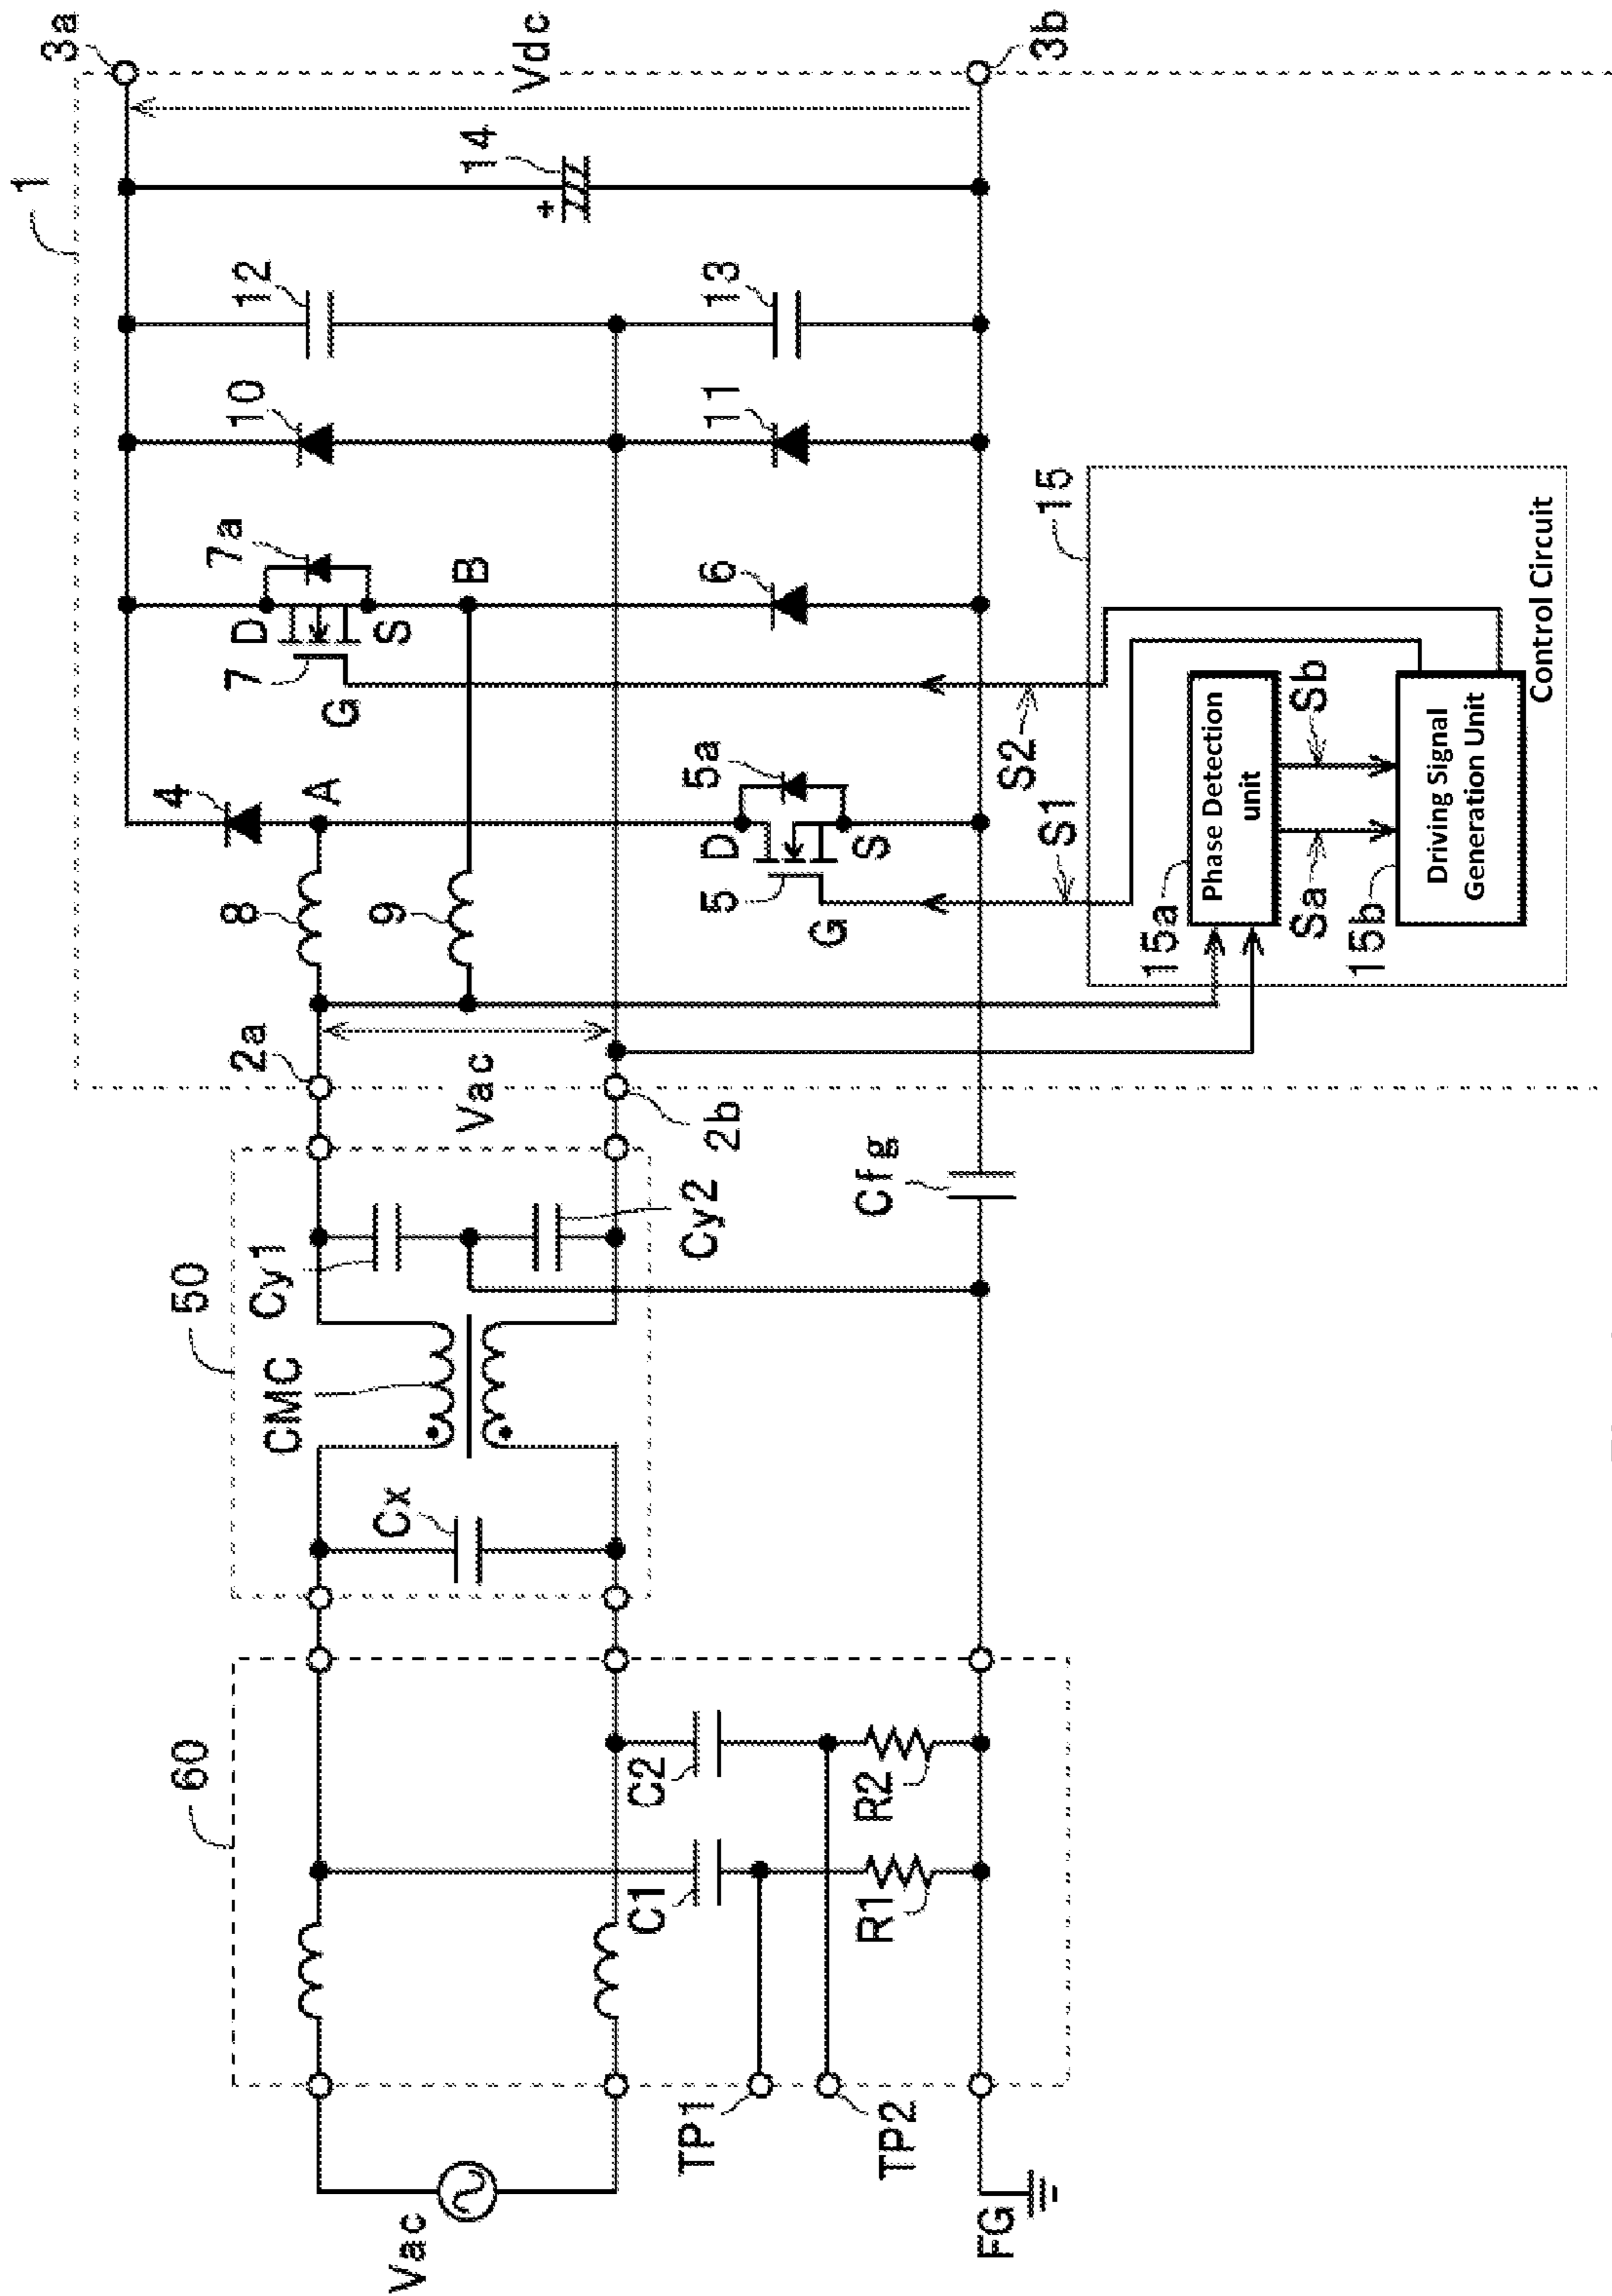 1
3a
Vdc
3b
14
+
12
13
10
11
7a
D
S
7
G
B
6
4
A
5a
D
S
5
G
8
9
S2
S1
15
15a
Phase Detection
unit
Sa
Sb
15b
Driving Signal
Generation Unit
Control Circuit
2a
Vac
2b
Cfg
50
Cy1
Cy2
CMC
Cx
60
C2
C1
R2
R1
TP1
TP2
Vac
FG